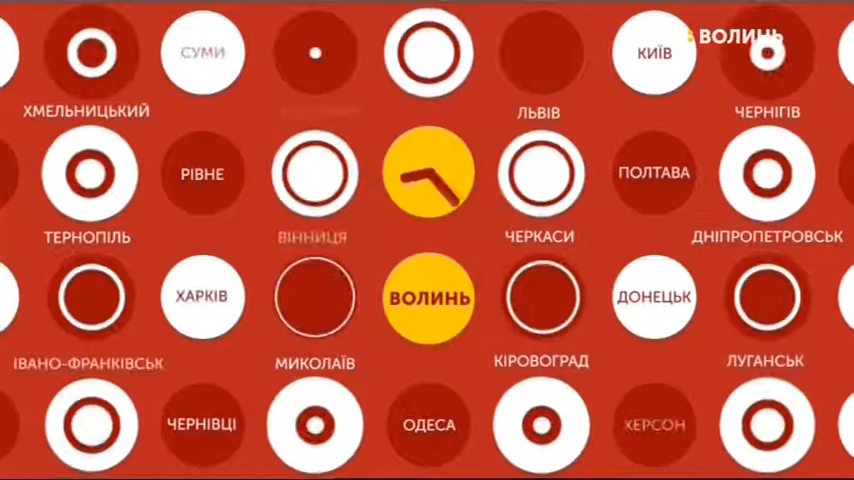 ВОЛИНЬ
СУМИ
КИЇВ
ХМЕЛЬНИЦЬКИЙ
ЛЬВІВ
ЧЕРНІГІВ
РІВНЕ
ПОЛТАВА
ТЕРНОПІЛЬ
ВІННИЦЯ
ЧЕРКАСИ
ДНІПРОПЕТРОВСЬК
ХАРКІВ
ВОЛИНЬ
ДОНЕЦЬК
ІВАНО-ФРАНКІВСЬК
МИКОЛАЇВ
КІРОВОГРАД
ЛУГАНСЬК
ЧЕРНІВЦІ
ОДЕСА
ХЕРСОН